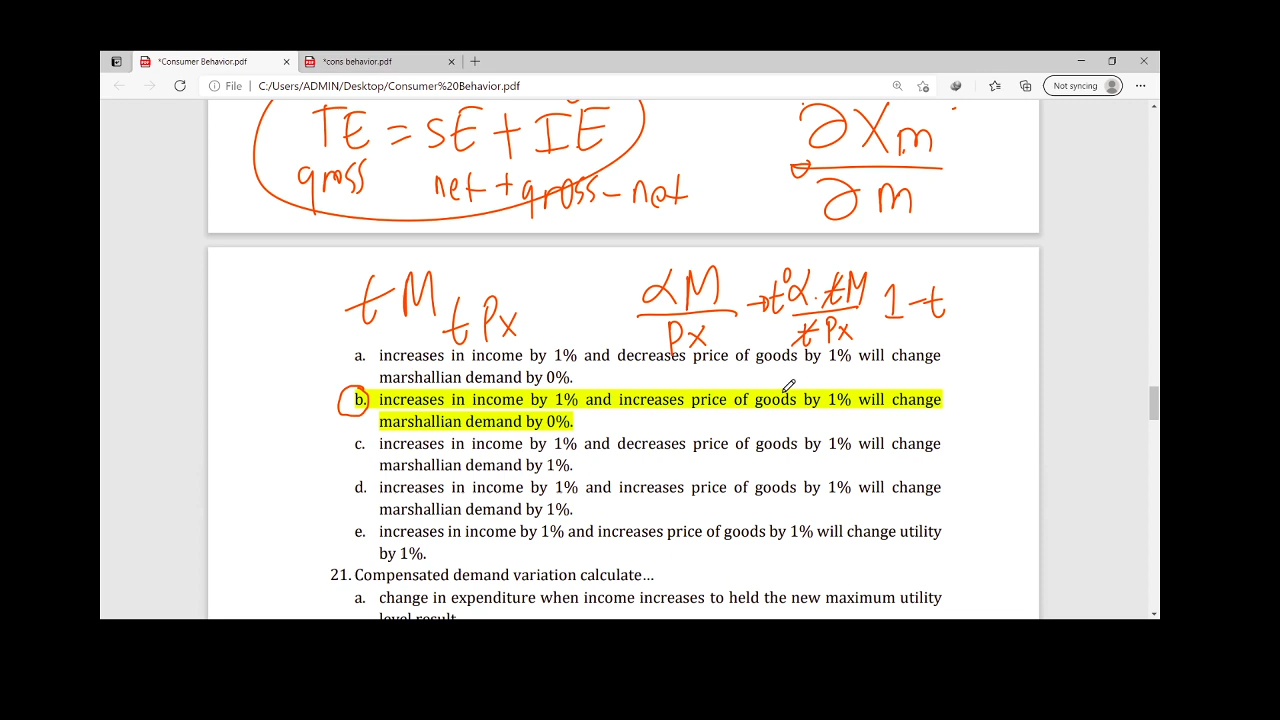 *Consumer Behavior.pdf
*cons behavior.pdf
File
C:/Users/ADMIN/Desktop/Consumer%20Behavior.pdf
Not syncing
TE = SE + IE
gross net + gross - net
∂Xm
∂m
tM
tPx
αM
Px
→ t⁰ α · tM
tPx
1 - t
a. increases in income by 1% and decreases price of goods by 1% will change
marshallian demand by 0%.
b. increases in income by 1% and increases price of goods by 1% will change
marshallian demand by 0%.
c. increases in income by 1% and decreases price of goods by 1% will change
marshallian demand by 1%.
d. increases in income by 1% and increases price of goods by 1% will change
marshallian demand by 1%.
e. increases in income by 1% and increases price of goods by 1% will change utility
by 1%.
21. Compensated demand variation calculate…
a. change in expenditure when income increases to held the new maximum utility
level result